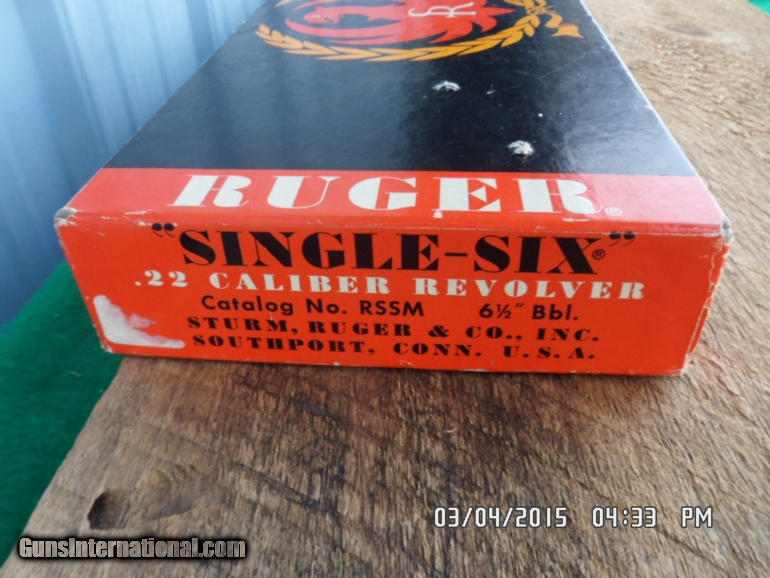 R
RUGER®
"SINGLE-SIX"®
.22 CALIBER REVOLVER
Catalog No. RSSM 6½" Bbl.
STURM, RUGER & CO., INC.
SOUTHPORT, CONN. U.S.A.
03/04/2015 04:33 PM
GunsInternational.com